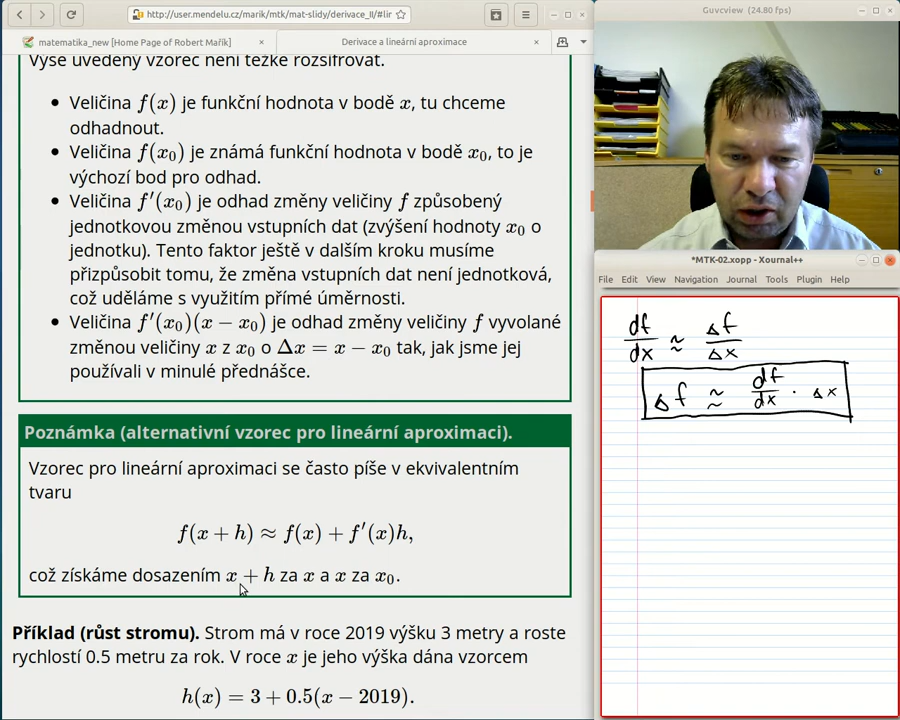 http://user.mendelu.cz/marik/mtk/mat-slidy/derivace_II/#lir
Guvcview (24.80 fps)
matematika_new [Home Page of Robert Mařík]
Derivace a lineární aproximace
Výše uvedený vzorec není těžké rozšifrovat.
Veličina f(x) je funkční hodnota v bodě x, tu chceme
odhadnout.
Veličina f(x₀) je známá funkční hodnota v bodě x₀, to je
výchozí bod pro odhad.
Veličina f′(x₀) je odhad změny veličiny f způsobený
jednotkovou změnou vstupních dat (zvýšení hodnoty x₀ o
jednotku). Tento faktor ještě v dalším kroku musíme
přizpůsobit tomu, že změna vstupních dat není jednotková,
což uděláme s využitím přímé úměrnosti.
Veličina f′(x₀)(x − x₀) je odhad změny veličiny f vyvolané
změnou veličiny x z x₀ o Δx = x − x₀ tak, jak jsme jej
používali v minulé přednášce.
Poznámka (alternativní vzorec pro lineární aproximaci).
Vzorec pro lineární aproximaci se často píše v ekvivalentním
tvaru
f(x + h) ≈ f(x) + f′(x)h,
což získáme dosazením x + h za x a x za x₀.
Příklad (růst stromu). Strom má v roce 2019 výšku 3 metry a roste
rychlostí 0.5 metru za rok. V roce x je jeho výška dána vzorcem
h(x) = 3 + 0.5(x − 2019).
*MTK-02.xopp - Xournal++
File Edit View Navigation Journal Tools Plugin Help
df/dx ≈ Δf/Δx
Δf ≈ df/dx · Δx